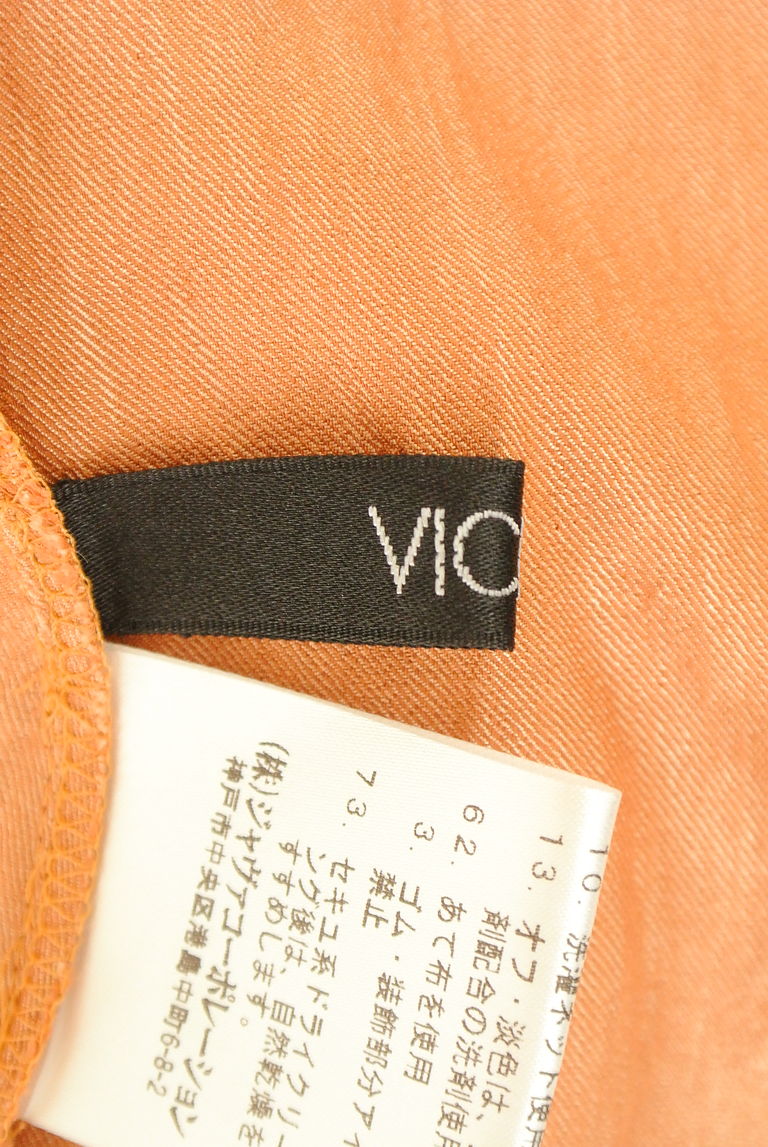 VIC
10. 洗濯ネット使用
13. オフ・淡色は、
剤配合の洗剤使用
62. あて布を使用
3. ゴム・装飾部分アイ
禁止
73. セキユ系ドライクリー
ング後は、自然乾燥を
すすめします。
(株)ジャヴァコーポレーション
神戸市中央区港島中町6-8-2